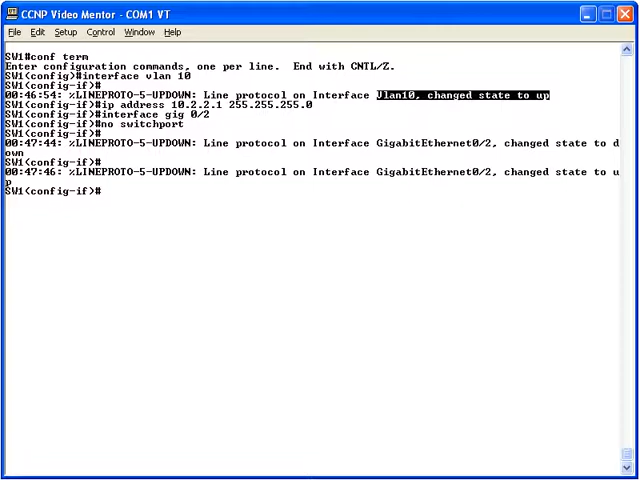 CCNP Video Mentor - COM1 VT
File Edit Setup Control Window Help
SW1#conf term
Enter configuration commands, one per line.  End with CNTL/Z.
SW1(config)#interface vlan 10
SW1(config-if)#
00:46:54: %LINEPROTO-5-UPDOWN: Line protocol on Interface Vlan10, changed state to up
SW1(config-if)#ip address 10.2.2.1 255.255.255.0
SW1(config-if)#interface gig 0/2
SW1(config-if)#no switchport
SW1(config-if)#
00:47:44: %LINEPROTO-5-UPDOWN: Line protocol on Interface GigabitEthernet0/2, changed state to d
own
SW1(config-if)#
00:47:46: %LINEPROTO-5-UPDOWN: Line protocol on Interface GigabitEthernet0/2, changed state to u
p
SW1(config-if)#